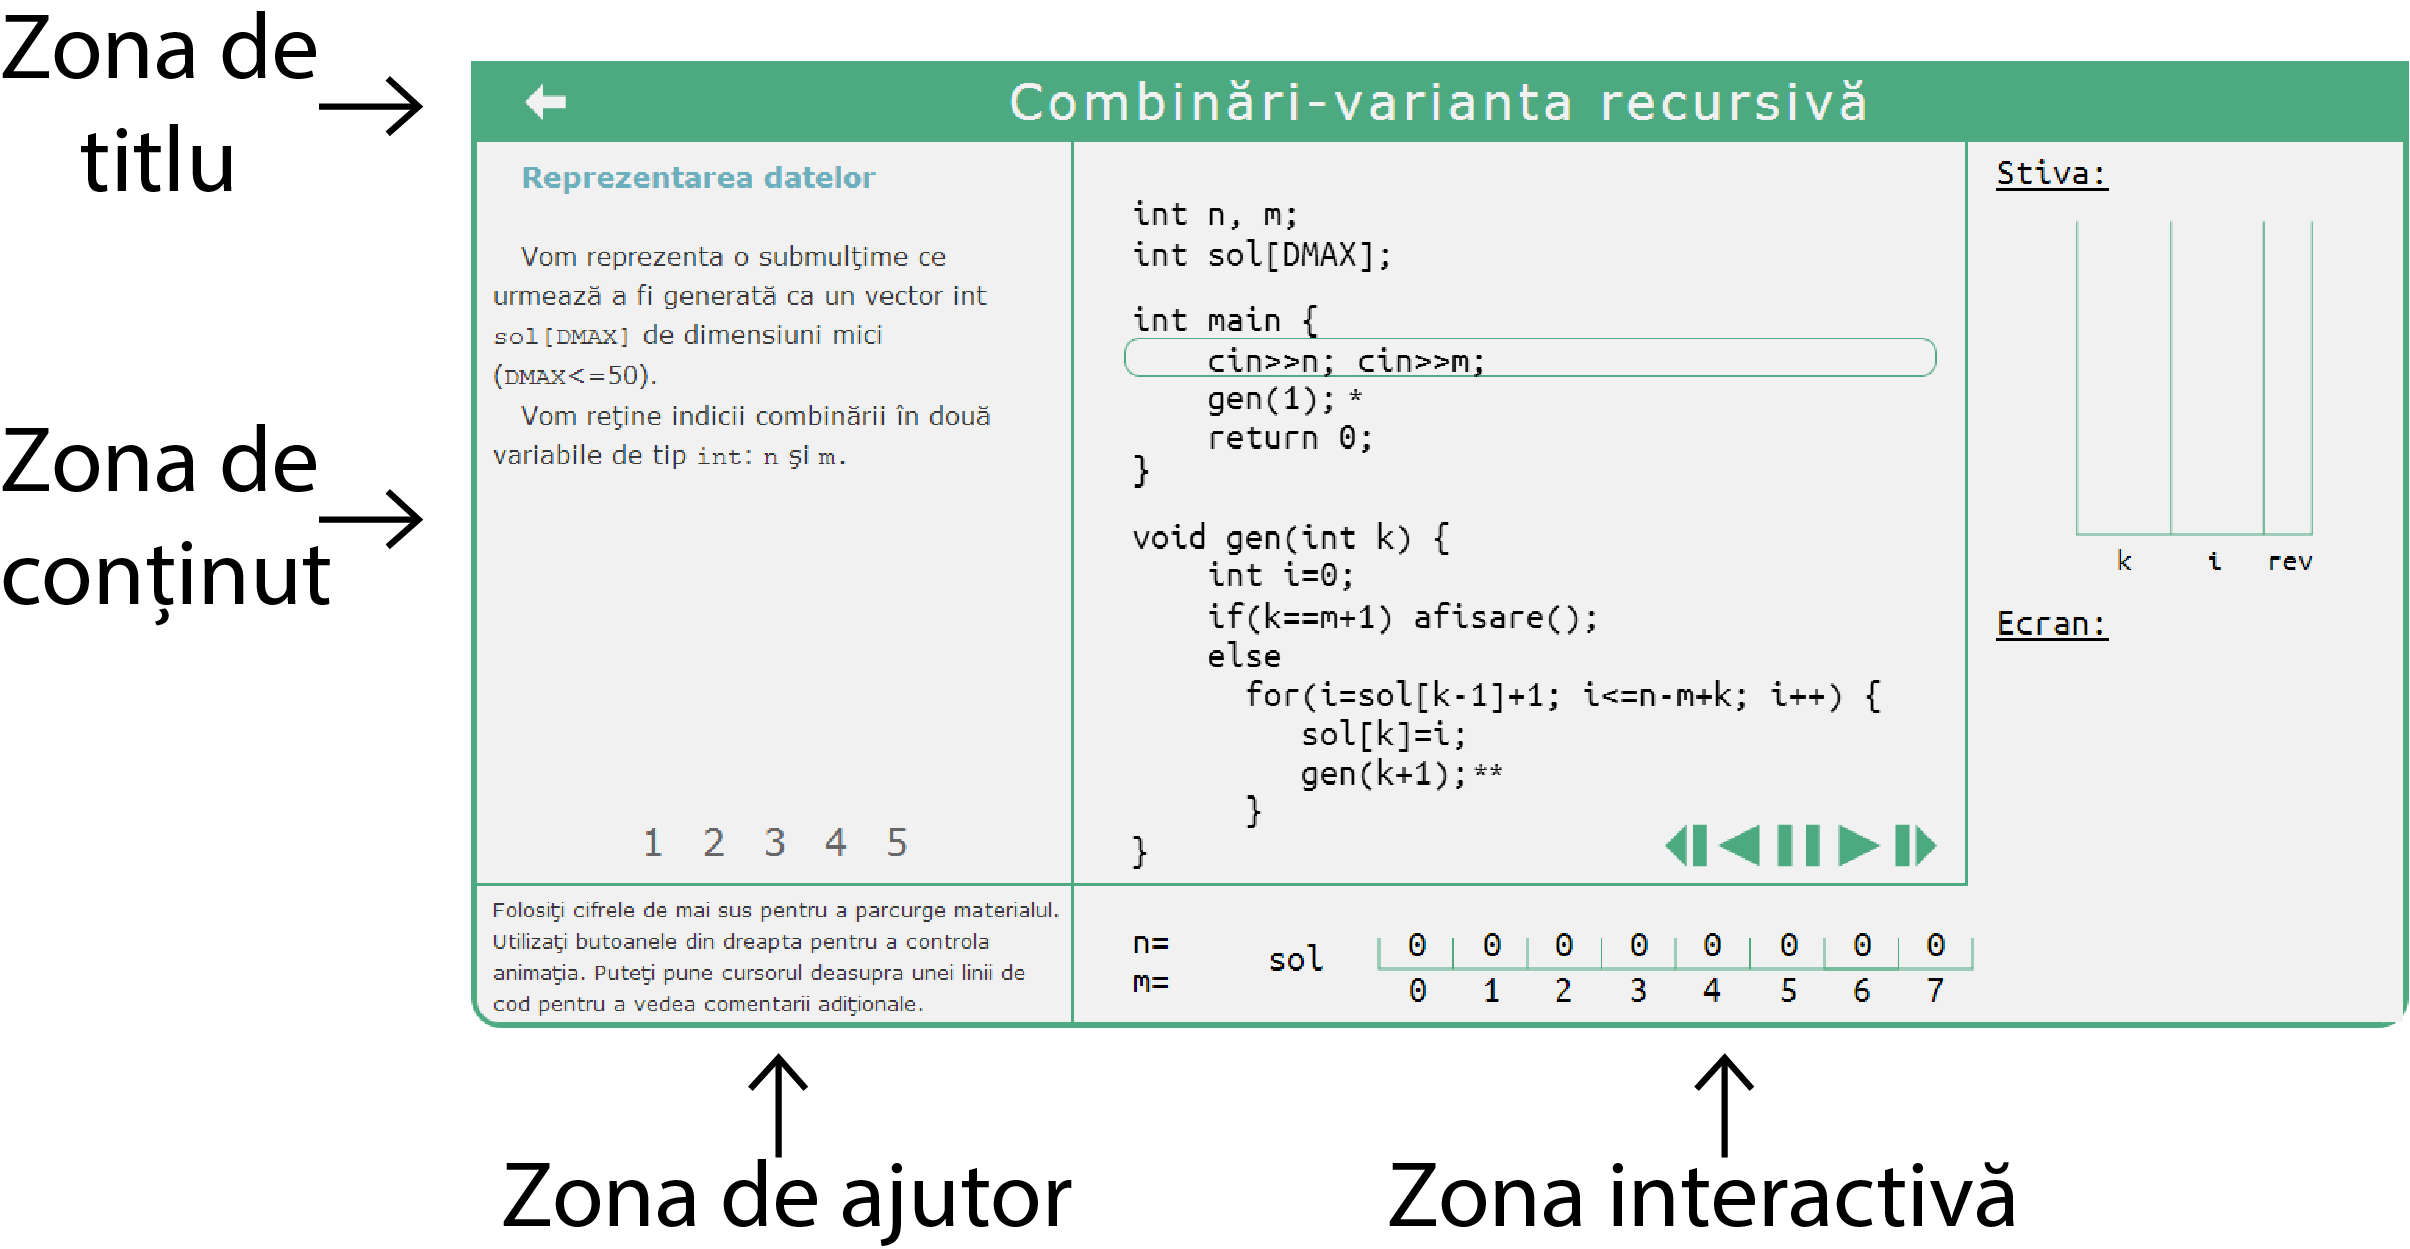 Zona de
titlu
Combinări-varianta recursivă
Zona de
conținut
Reprezentarea datelor
Vom reprezenta o submulţime ce
urmează a fi generată ca un vector int
sol[DMAX] de dimensiuni mici
(DMAX<=50).
Vom reţine indicii combinării în două
variabile de tip int: n şi m.
1 2 3 4 5
Folosiţi cifrele de mai sus pentru a parcurge materialul.
Utilizaţi butoanele din dreapta pentru a controla
animaţia. Puteţi pune cursorul deasupra unei linii de
cod pentru a vedea comentarii adiţionale.
int n, m;
int sol[DMAX];
int main {
cin>>n; cin>>m;
gen(1); *
return 0;
}
void gen(int k) {
int i=0;
if(k==m+1) afisare();
else
for(i=sol[k-1]+1; i<=n-m+k; i++) {
sol[k]=i;
gen(k+1);**
}
}
Stiva:
k i rev
Ecran:
n=
m=
sol
0 0 0 0 0 0 0 0
0 1 2 3 4 5 6 7
Zona de ajutor
Zona interactivă